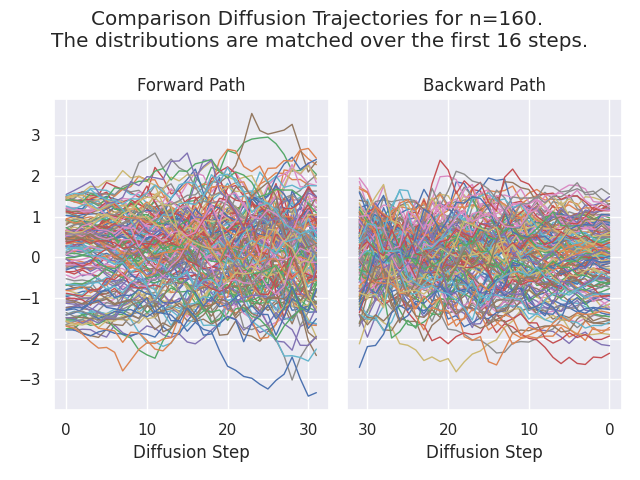 Comparison Diffusion Trajectories for n=160.
The distributions are matched over the first 16 steps.
Forward Path
Backward Path
3
2
1
0
−1
−2
−3
0 10 20 30
30 20 10 0
Diffusion Step
Diffusion Step